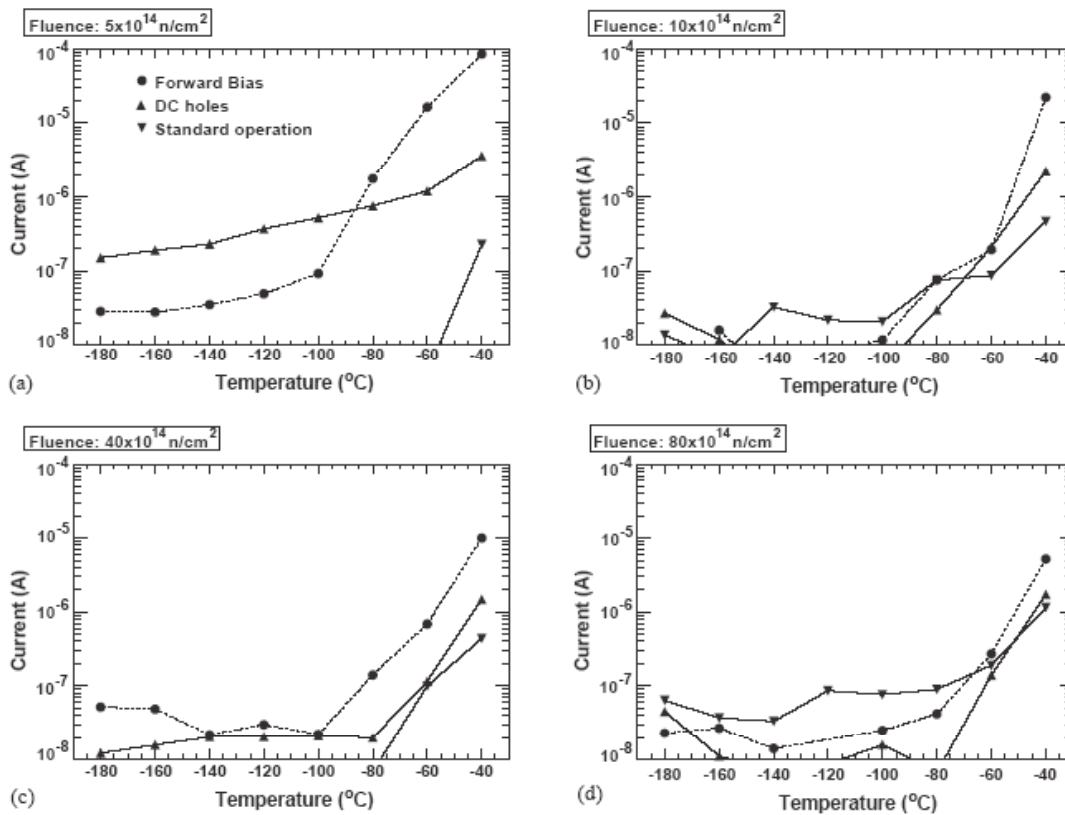 Fluence: 5x10^14 n/cm^2
10^-4
10^-5
10^-6
10^-7
10^-8
Current (A)
Forward Bias
DC holes
Standard operation
-180 -160 -140 -120 -100 -80 -60 -40
Temperature (°C)
(a)
Fluence: 10x10^14 n/cm^2
10^-4
10^-5
10^-6
10^-7
10^-8
Current (A)
-180 -160 -140 -120 -100 -80 -60 -40
Temperature (°C)
(b)
Fluence: 40x10^14 n/cm^2
10^-4
10^-5
10^-6
10^-7
10^-8
Current (A)
-180 -160 -140 -120 -100 -80 -60 -40
Temperature (°C)
(c)
Fluence: 80x10^14 n/cm^2
10^-4
10^-5
10^-6
10^-7
10^-8
Current (A)
-180 -160 -140 -120 -100 -80 -60 -40
Temperature (°C)
(d)